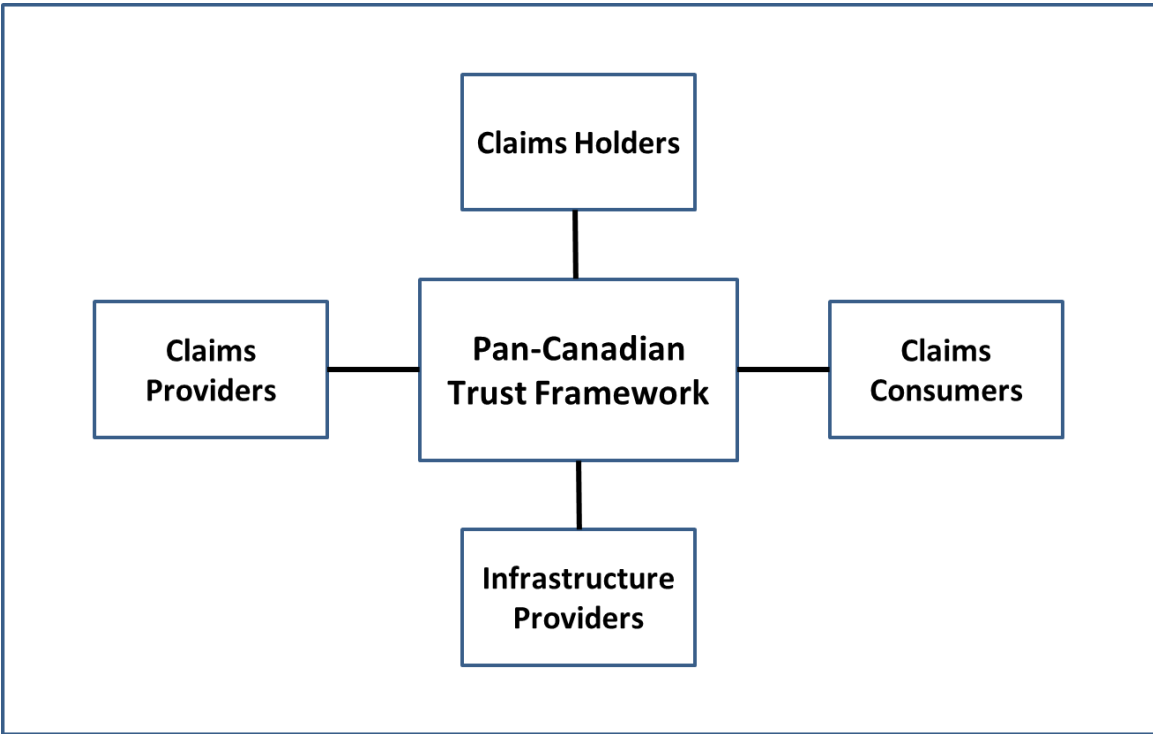 Claims Holders
Claims
Providers
Pan-Canadian
Trust Framework
Claims
Consumers
Infrastructure
Providers